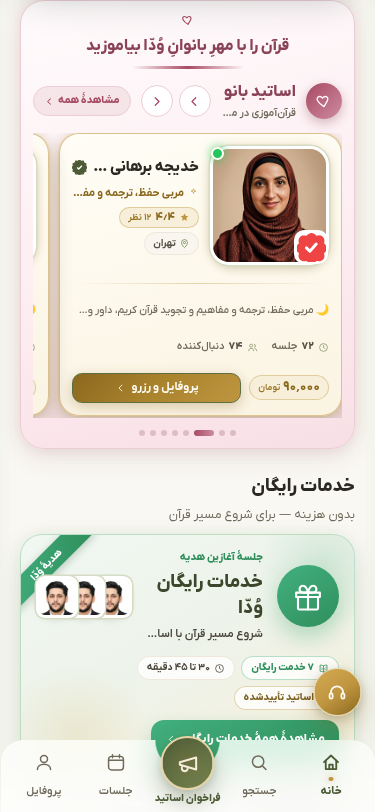 قرآن را با مهرِ بانوانِ وُدّا بیاموزید
اساتید بانو
قرآن‌آموزی در م...
مشاهدهٔ همه
خدیجه برهانی ...
مربی حفظ، ترجمه و مفـ...
۴٫۴ ۱۲ نظر
تهران
مربی حفظ، ترجمه و مفاهیم و تجوید قرآن کریم، داور و...
۷۲ جلسه
۷۴ دنبال‌کننده
۹۰٬۰۰۰ تومان
پروفایل و رزرو
خدمات رایگان
بدون هزینه — برای شروع مسیر قرآن
هدیهٔ وُدّا
جلسهٔ آغازین هدیه
خدمات رایگان
وُدّا
شروع مسیر قرآن با اسا...
۷ خدمت رایگان
۳۰ تا ۴۵ دقیقه
اساتید تأییدشده
مشاهدهٔ همهٔ خدمات رایگان
خانه
جستجو
فراخوان اساتید
جلسات
پروفایل